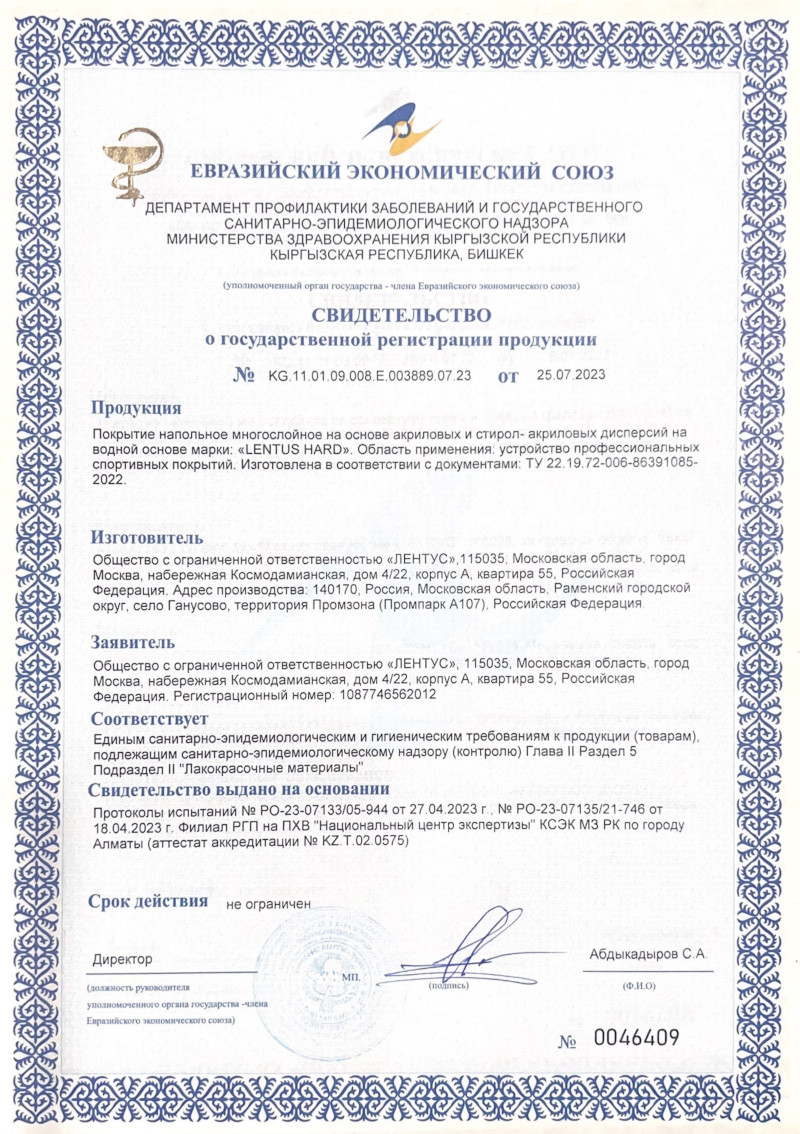 ЕВРАЗИЙСКИЙ ЭКОНОМИЧЕСКИЙ СОЮЗ
ДЕПАРТАМЕНТ ПРОФИЛАКТИКИ ЗАБОЛЕВАНИЙ И ГОСУДАРСТВЕННОГО
САНИТАРНО-ЭПИДЕМИОЛОГИЧЕСКОГО НАДЗОРА
МИНИСТЕРСТВА ЗДРАВООХРАНЕНИЯ КЫРГЫЗСКОЙ РЕСПУБЛИКИ
КЫРГЫЗСКАЯ РЕСПУБЛИКА, БИШКЕК
(уполномоченный орган государства - члена Евразийского экономического союза)
СВИДЕТЕЛЬСТВО
о государственной регистрации продукции
№ KG.11.01.09.008.E.003889.07.23 от 25.07.2023
Продукция
Покрытие напольное многослойное на основе акриловых и стирол- акриловых дисперсий на
водной основе марки: «LENTUS HARD». Область применения: устройство профессиональных
спортивных покрытий. Изготовлена в соответствии с документами: ТУ 22.19.72-006-86391085-
2022.
Изготовитель
Общество с ограниченной ответственностью «ЛЕНТУС»,115035, Московская область, город
Москва, набережная Космодамианская, дом 4/22, корпус А, квартира 55, Российская
Федерация. Адрес производства: 140170, Россия, Московская область, Раменский городской
округ, село Ганусово, территория Промзона (Промпарк А107), Российская Федерация.
Заявитель
Общество с ограниченной ответственностью «ЛЕНТУС», 115035, Московская область, город
Москва, набережная Космодамианская, дом 4/22, корпус А, квартира 55, Российская
Федерация. Регистрационный номер: 1087746562012
Соответствует
Единым санитарно-эпидемиологическим и гигиеническим требованиям к продукции (товарам),
подлежащим санитарно-эпидемиологическому надзору (контролю) Глава II Раздел 5
Подраздел II "Лакокрасочные материалы"
Свидетельство выдано на основании
Протоколы испытаний № РО-23-07133/05-944 от 27.04.2023 г., № РО-23-07135/21-746 от
18.04.2023 г. Филиал РГП на ПХВ "Национальный центр экспертизы" КСЭК МЗ РК по городу
Алматы (аттестат аккредитации № KZ.T.02.0575)
Срок действия не ограничен
Директор
Абдыкадыров С.А.
(должность руководителя
уполномоченного органа государства -члена
Евразийского экономического союза)
МП.
(подпись)
(Ф.И.О)
№ 0046409